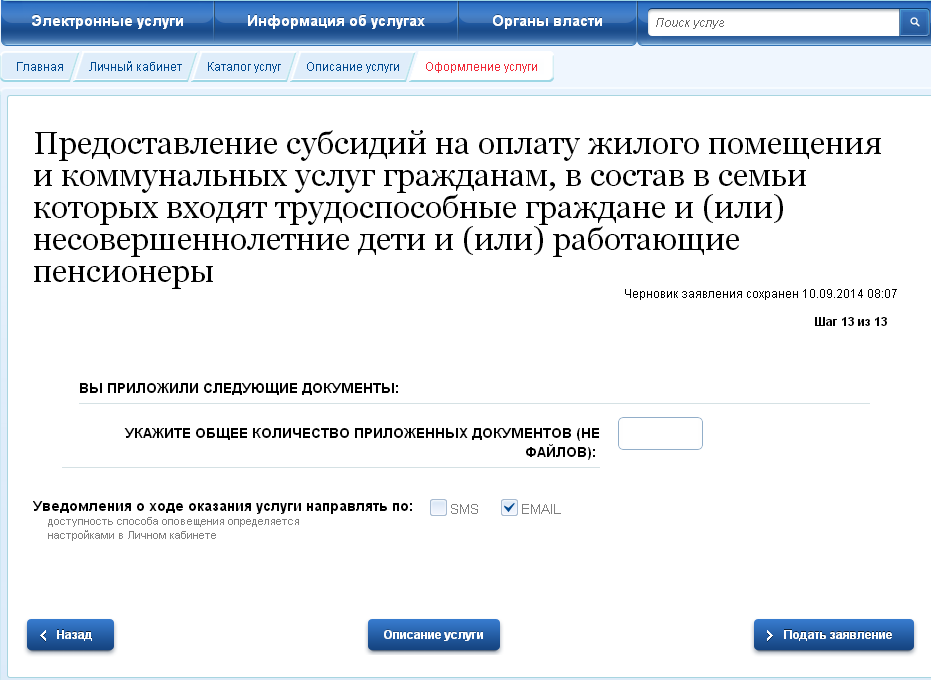 Электронные услуги
Информация об услугах
Органы власти
Поиск услуг
Главная
Личный кабинет
Каталог услуг
Описание услуги
Оформление услуги
Предоставление субсидий на оплату жилого помещения
и коммунальных услуг гражданам, в состав в семьи
которых входят трудоспособные граждане и (или)
несовершеннолетние дети и (или) работающие
пенсионеры
Черновик заявления сохранен 10.09.2014 08:07
Шаг 13 из 13
ВЫ ПРИЛОЖИЛИ СЛЕДУЮЩИЕ ДОКУМЕНТЫ:
УКАЖИТЕ ОБЩЕЕ КОЛИЧЕСТВО ПРИЛОЖЕННЫХ ДОКУМЕНТОВ (НЕ
ФАЙЛОВ):
Уведомления о ходе оказания услуги направлять по:
SMS
EMAIL
доступность способа оповещения определяется
настройками в Личном кабинете
Назад
Описание услуги
Подать заявление